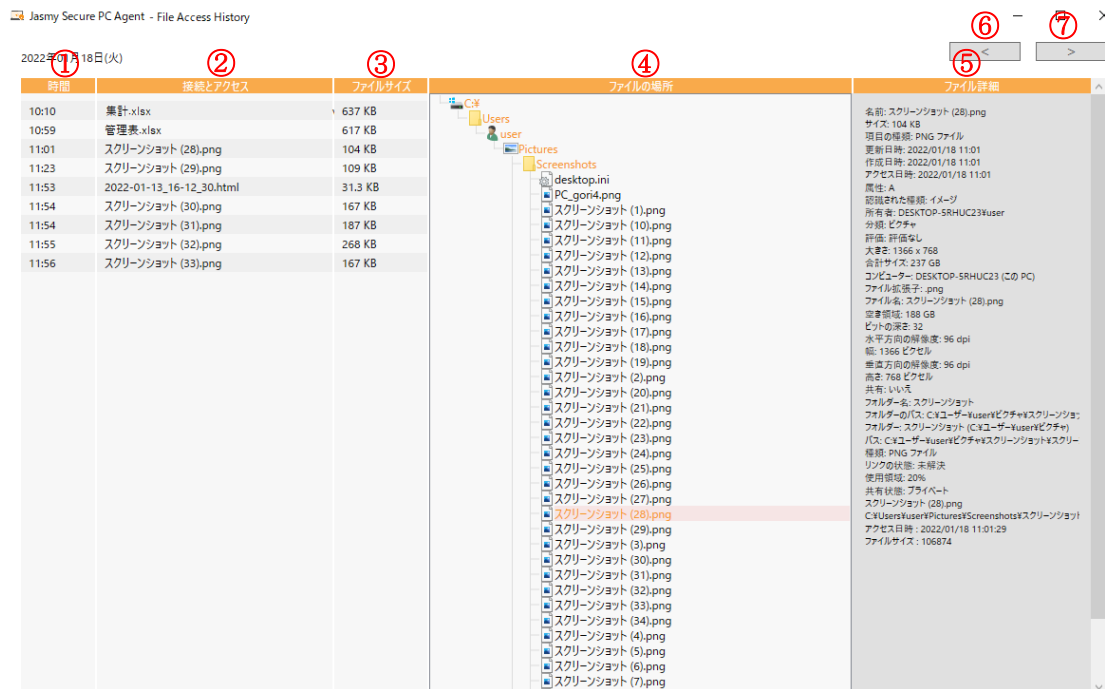 Jasmy Secure PC Agent - File Access History
⑥ ⑦
< >
2022年01月18日(火)
① ② ③ ④ ⑤
時間 接続とアクセス ファイルサイズ ファイルの場所 ファイル詳細
10:10 集計.xlsx 637 KB
10:59 管理表.xlsx 617 KB
11:01 スクリーンショット (28).png 104 KB
11:23 スクリーンショット (29).png 109 KB
11:53 2022-01-13_16-12_30.html 31.3 KB
11:54 スクリーンショット (30).png 167 KB
11:54 スクリーンショット (31).png 187 KB
11:55 スクリーンショット (32).png 268 KB
11:56 スクリーンショット (33).png 167 KB
C:¥
Users
user
Pictures
Screenshots
desktop.ini
PC_gori4.png
スクリーンショット (1).png
スクリーンショット (10).png
スクリーンショット (11).png
スクリーンショット (12).png
スクリーンショット (13).png
スクリーンショット (14).png
スクリーンショット (15).png
スクリーンショット (16).png
スクリーンショット (17).png
スクリーンショット (18).png
スクリーンショット (19).png
スクリーンショット (2).png
スクリーンショット (20).png
スクリーンショット (21).png
スクリーンショット (22).png
スクリーンショット (23).png
スクリーンショット (24).png
スクリーンショット (25).png
スクリーンショット (26).png
スクリーンショット (27).png
スクリーンショット (28).png
スクリーンショット (29).png
スクリーンショット (3).png
スクリーンショット (30).png
スクリーンショット (31).png
スクリーンショット (32).png
スクリーンショット (33).png
スクリーンショット (34).png
スクリーンショット (4).png
スクリーンショット (5).png
スクリーンショット (6).png
スクリーンショット (7).png
名前: スクリーンショット (28).png
サイズ: 104 KB
項目の種類: PNG ファイル
更新日時: 2022/01/18 11:01
作成日時: 2022/01/18 11:01
アクセス日時: 2022/01/18 11:01
属性: A
認識された種類: イメージ
所有者: DESKTOP-5RHUC23¥user
分類: ピクチャ
評価: 評価なし
大きさ: 1366 x 768
合計サイズ: 237 GB
コンピューター: DESKTOP-5RHUC23 (この PC)
ファイル拡張子: .png
ファイル名: スクリーンショット (28).png
空き領域: 188 GB
ビットの深さ: 32
水平方向の解像度: 96 dpi
幅: 1366 ピクセル
垂直方向の解像度: 96 dpi
高さ: 768 ピクセル
共有: いいえ
フォルダー名: スクリーンショット
フォルダーのパス: C:¥ユーザー¥user¥ピクチャ¥スクリーンショ
フォルダー: スクリーンショット (C:¥ユーザー¥user¥ピクチャ)
パス: C:¥ユーザー¥user¥ピクチャ¥スクリーンショット¥スクリー
種類: PNG ファイル
リンクの状態: 未解決
使用領域: 20%
共有状態: プライベート
スクリーンショット (28).png
C:¥Users¥user¥Pictures¥Screenshots¥スクリーンショッ
アクセス日時 : 2022/01/18 11:01:29
ファイルサイズ : 106874